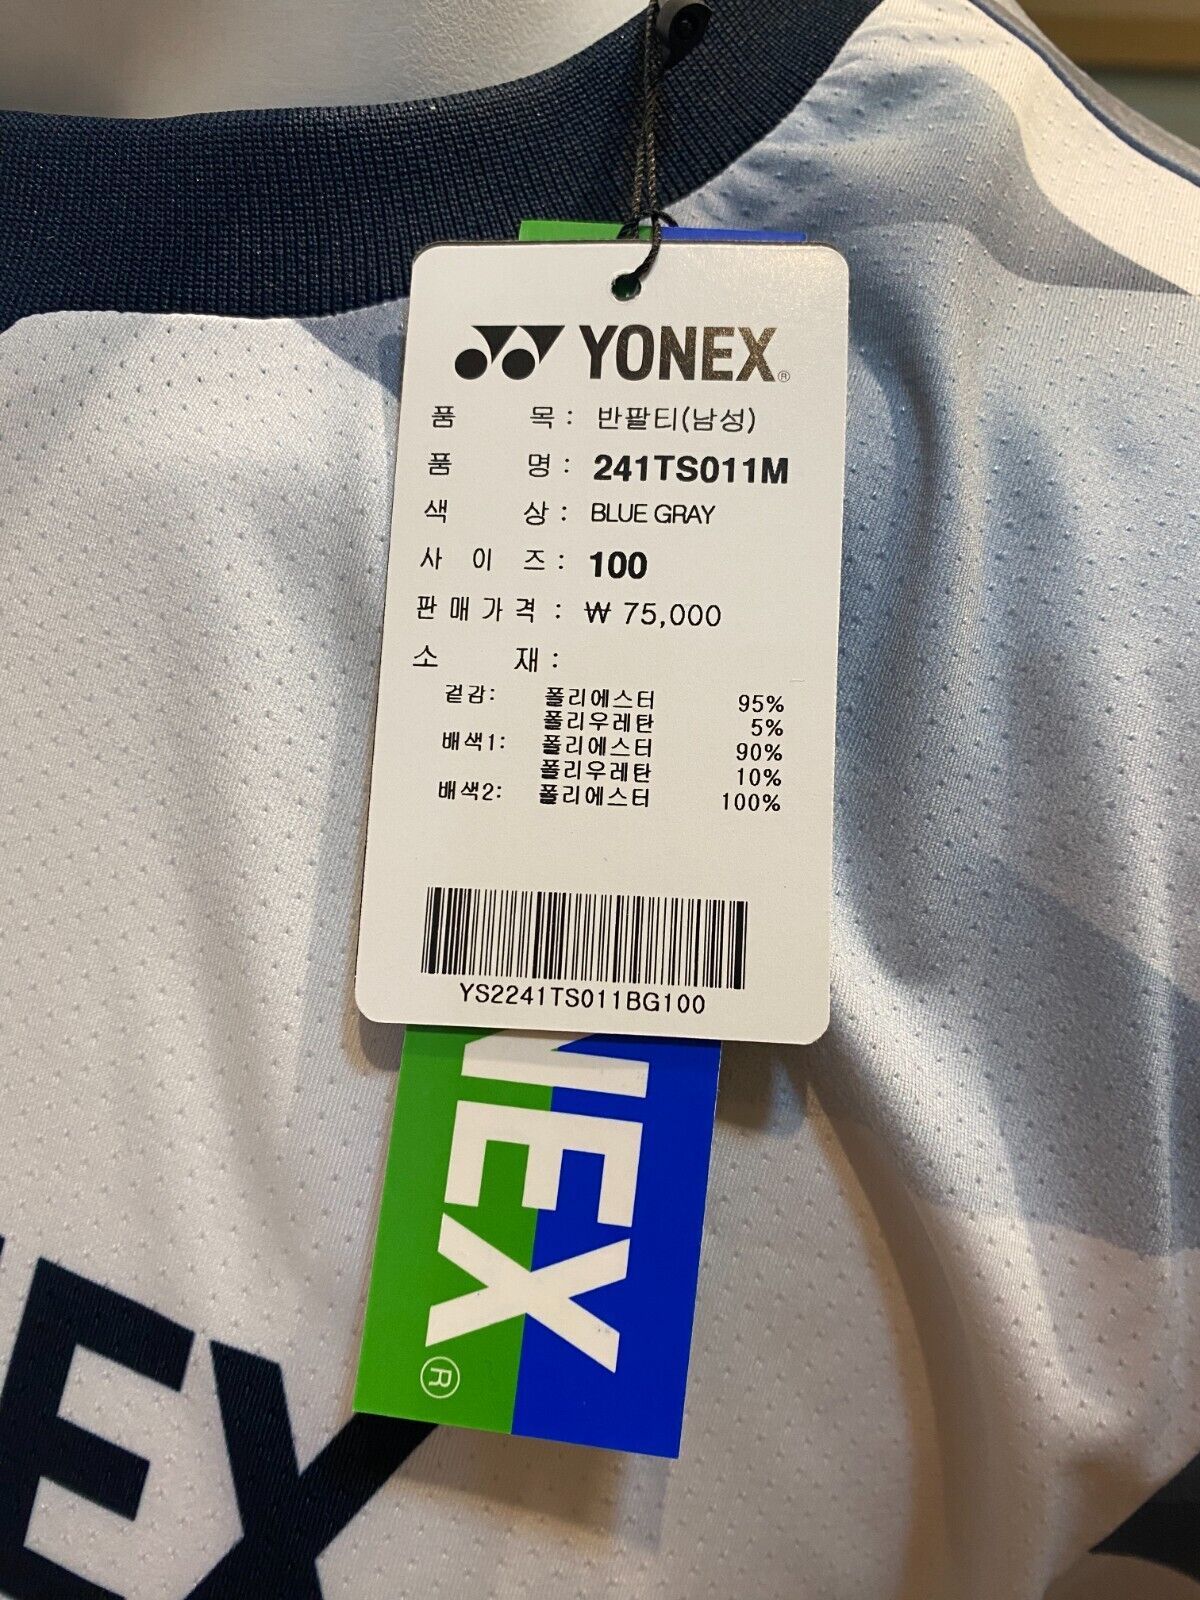 YONEX®
품 목 : 반팔티(남성)
품 명 : 241TS011M
색 상 : BLUE GRAY
사 이 즈 : 100
판매가격 : ₩ 75,000
소 재 :
겉감: 폴리에스터 95%
폴리우레탄 5%
배색1: 폴리에스터 90%
폴리우레탄 10%
배색2: 폴리에스터 100%
YS2241TS011BG100
NEX®
EX